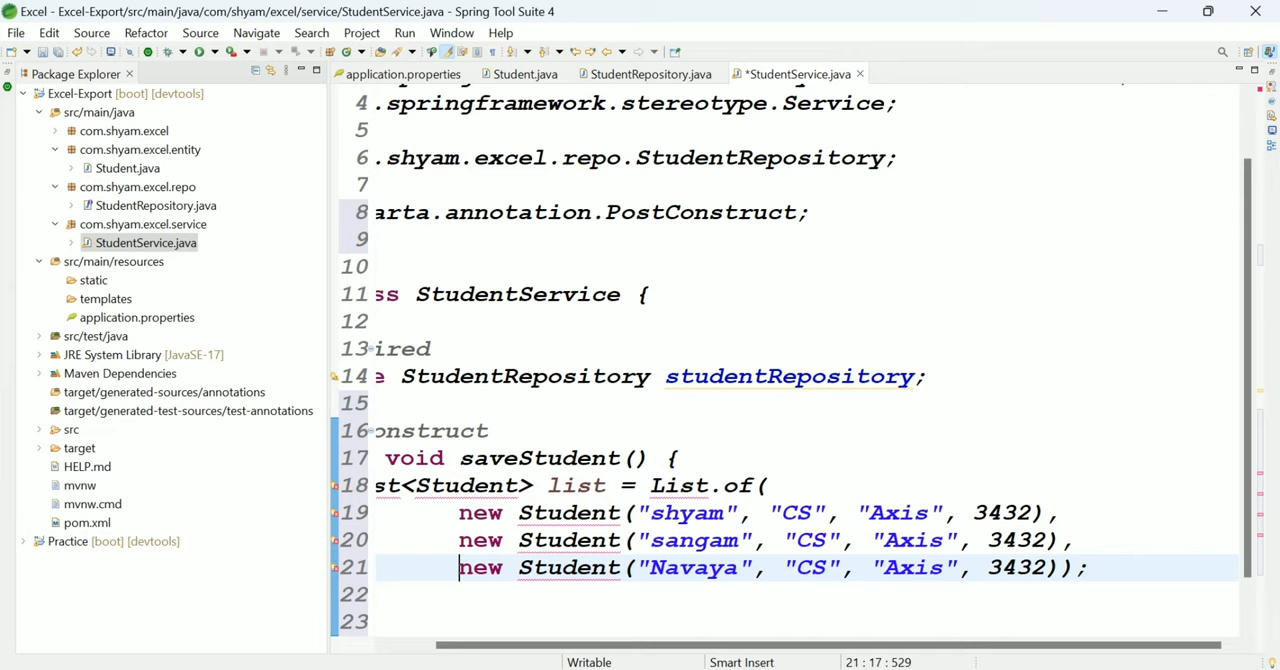 Excel - Excel-Export/src/main/java/com/shyam/excel/service/StudentService.java - Spring Tool Suite 4
File Edit Source Refactor Source Navigate Search Project Run Window Help
Package Explorer
application.properties Student.java StudentRepository.java *StudentService.java
Excel-Export [boot] [devtools]
src/main/java
com.shyam.excel
com.shyam.excel.entity
Student.java
com.shyam.excel.repo
StudentRepository.java
com.shyam.excel.service
StudentService.java
src/main/resources
static
templates
application.properties
src/test/java
JRE System Library [JavaSE-17]
Maven Dependencies
target/generated-sources/annotations
target/generated-test-sources/test-annotations
src
target
HELP.md
mvnw
mvnw.cmd
pom.xml
Practice [boot] [devtools]
4 .springframework.stereotype.Service;
5
6 .shyam.excel.repo.StudentRepository;
7
8 arta.annotation.PostConstruct;
9
10
11 ss StudentService {
12
13 ired
14 e StudentRepository studentRepository;
15
16 onstruct
17 void saveStudent() {
18 st<Student> list = List.of(
19 new Student("shyam", "CS", "Axis", 3432),
20 new Student("sangam", "CS", "Axis", 3432),
21 new Student("Navaya", "CS", "Axis", 3432));
22
23
Writable Smart Insert 21 : 17 : 529